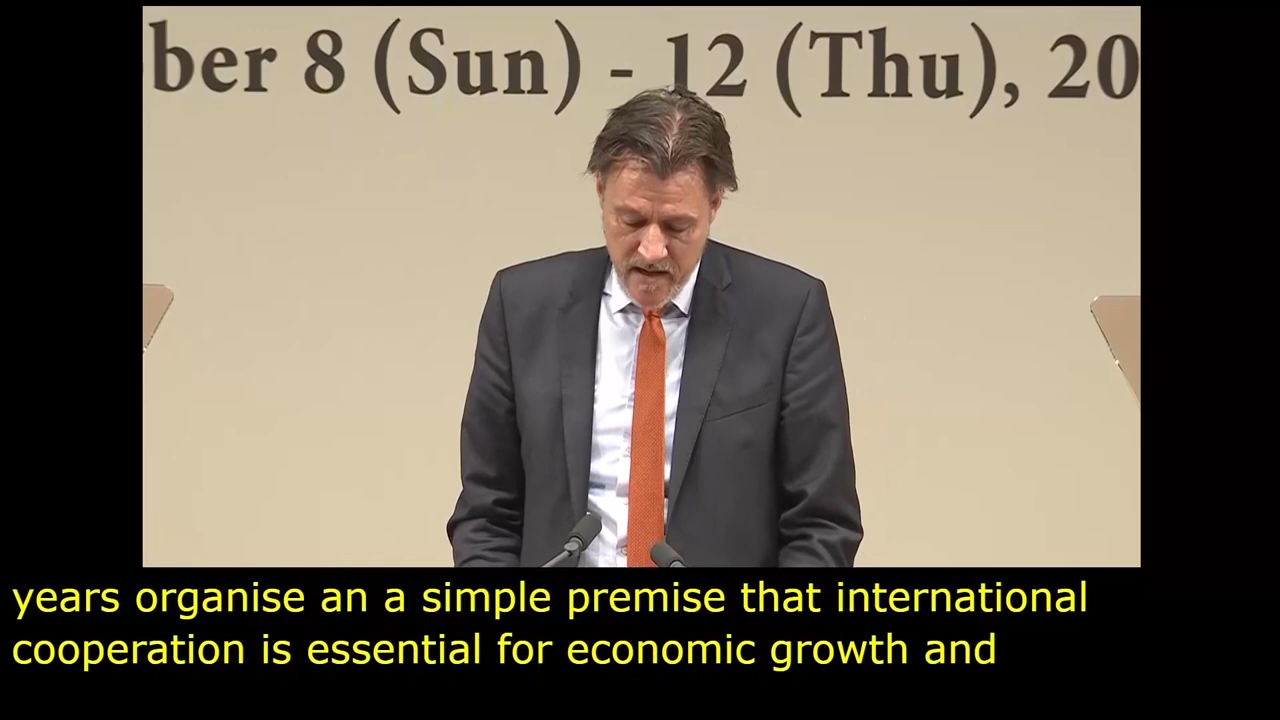 ber 8 (Sun) - 12 (Thu), 20
years organise an a simple premise that international
cooperation is essential for economic growth and